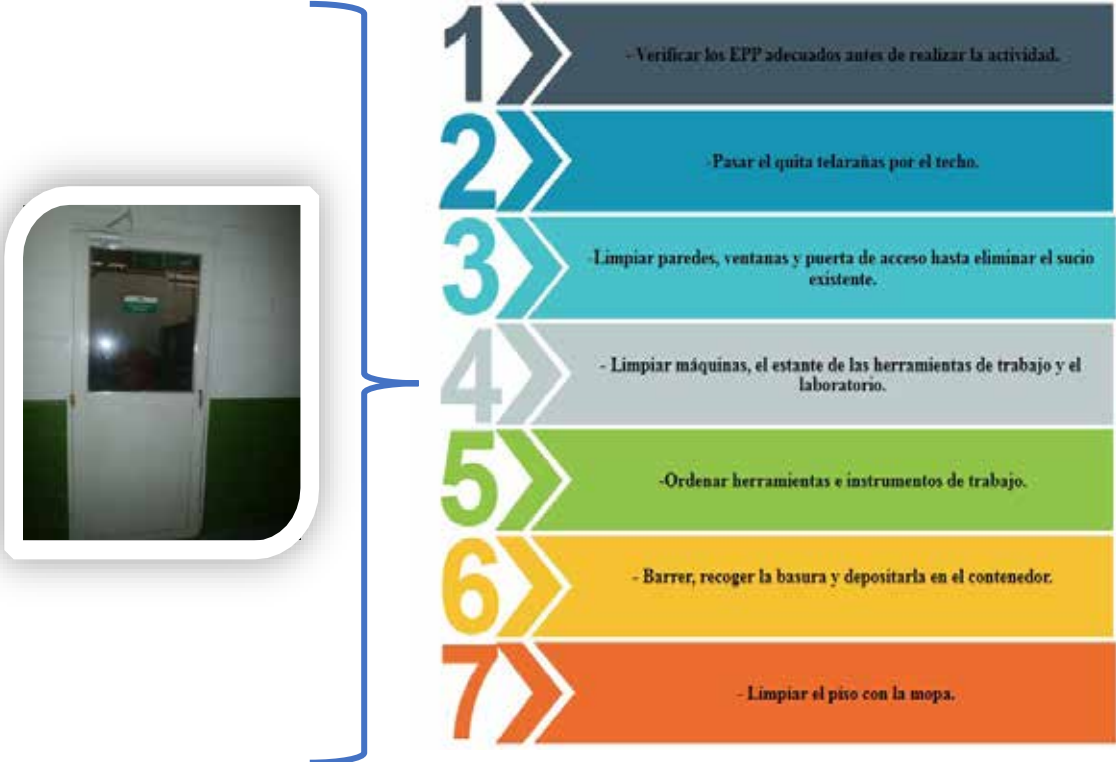 1
- Verificar los EPP adecuados antes de realizar la actividad.
2
-Pasar el quita telarañas por el techo.
3
-Limpiar paredes, ventanas y puerta de acceso hasta eliminar el sucio
existente.
4
- Limpiar máquinas, el estante de las herramientas de trabajo y el
laboratorio.
5
-Ordenar herramientas e instrumentos de trabajo.
6
- Barrer, recoger la basura y depositarla en el contenedor.
7
- Limpiar el piso con la mopa.